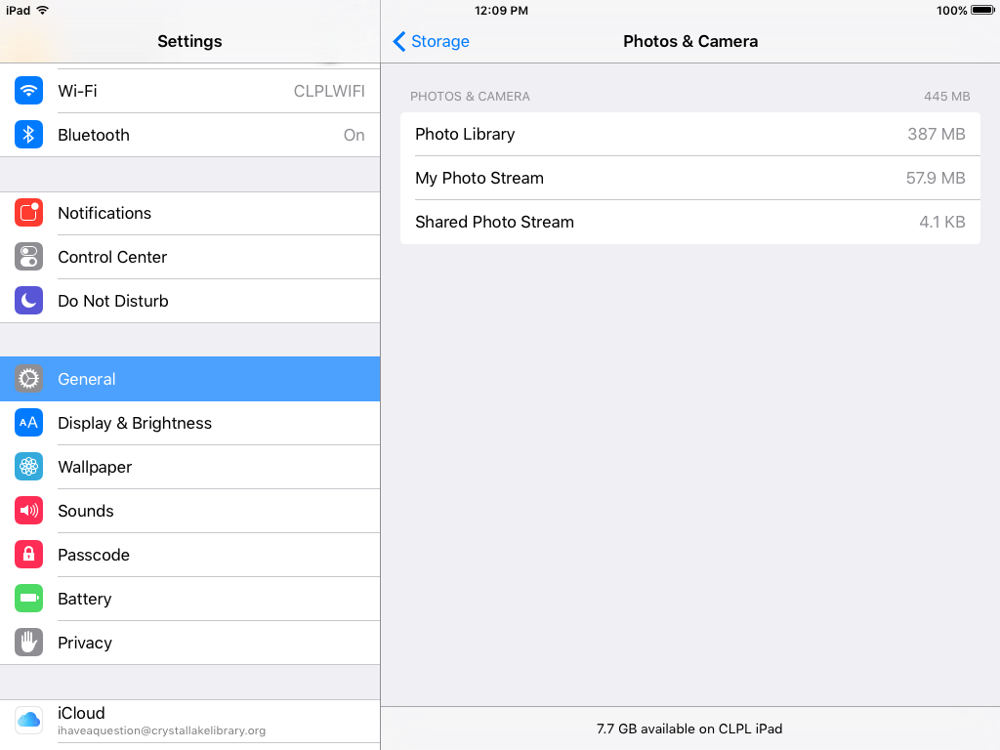 iPad 12:09 PM 100%
Settings
Wi-Fi CLPLWIFI
Bluetooth On
Notifications
Control Center
Do Not Disturb
General
AA Display & Brightness
Wallpaper
Sounds
Passcode
Battery
Privacy
iCloud
ihaveaquestion@crystallakelibrary.org
Storage Photos & Camera
PHOTOS & CAMERA 445 MB
Photo Library 387 MB
My Photo Stream 57.9 MB
Shared Photo Stream 4.1 KB
7.7 GB available on CLPL iPad